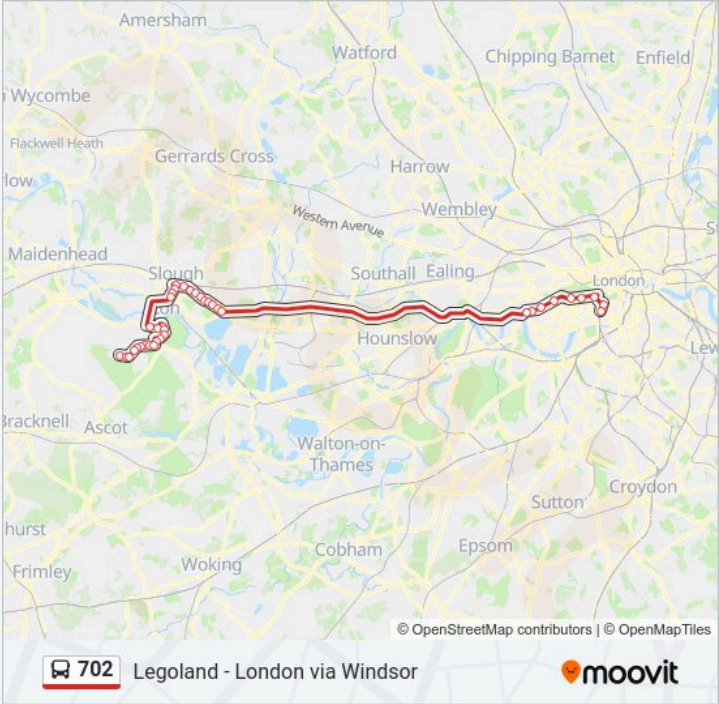 Amersham
Watford
Chipping Barnet
Enfield
Wycombe
Flackwell Heath
Gerrards Cross
Harrow
low
Wembley
Western Avenue
Maidenhead
Slough
Southall
Ealing
London
on
Hounslow
Lew
Bracknell
Ascot
Walton-on-
Thames
Croydon
Sutton
hurst
Epsom
Cobham
Woking
Frimley
© OpenStreetMap contributors | © OpenMapTiles
702
Legoland - London via Windsor
moovit